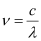 ν = c/λ